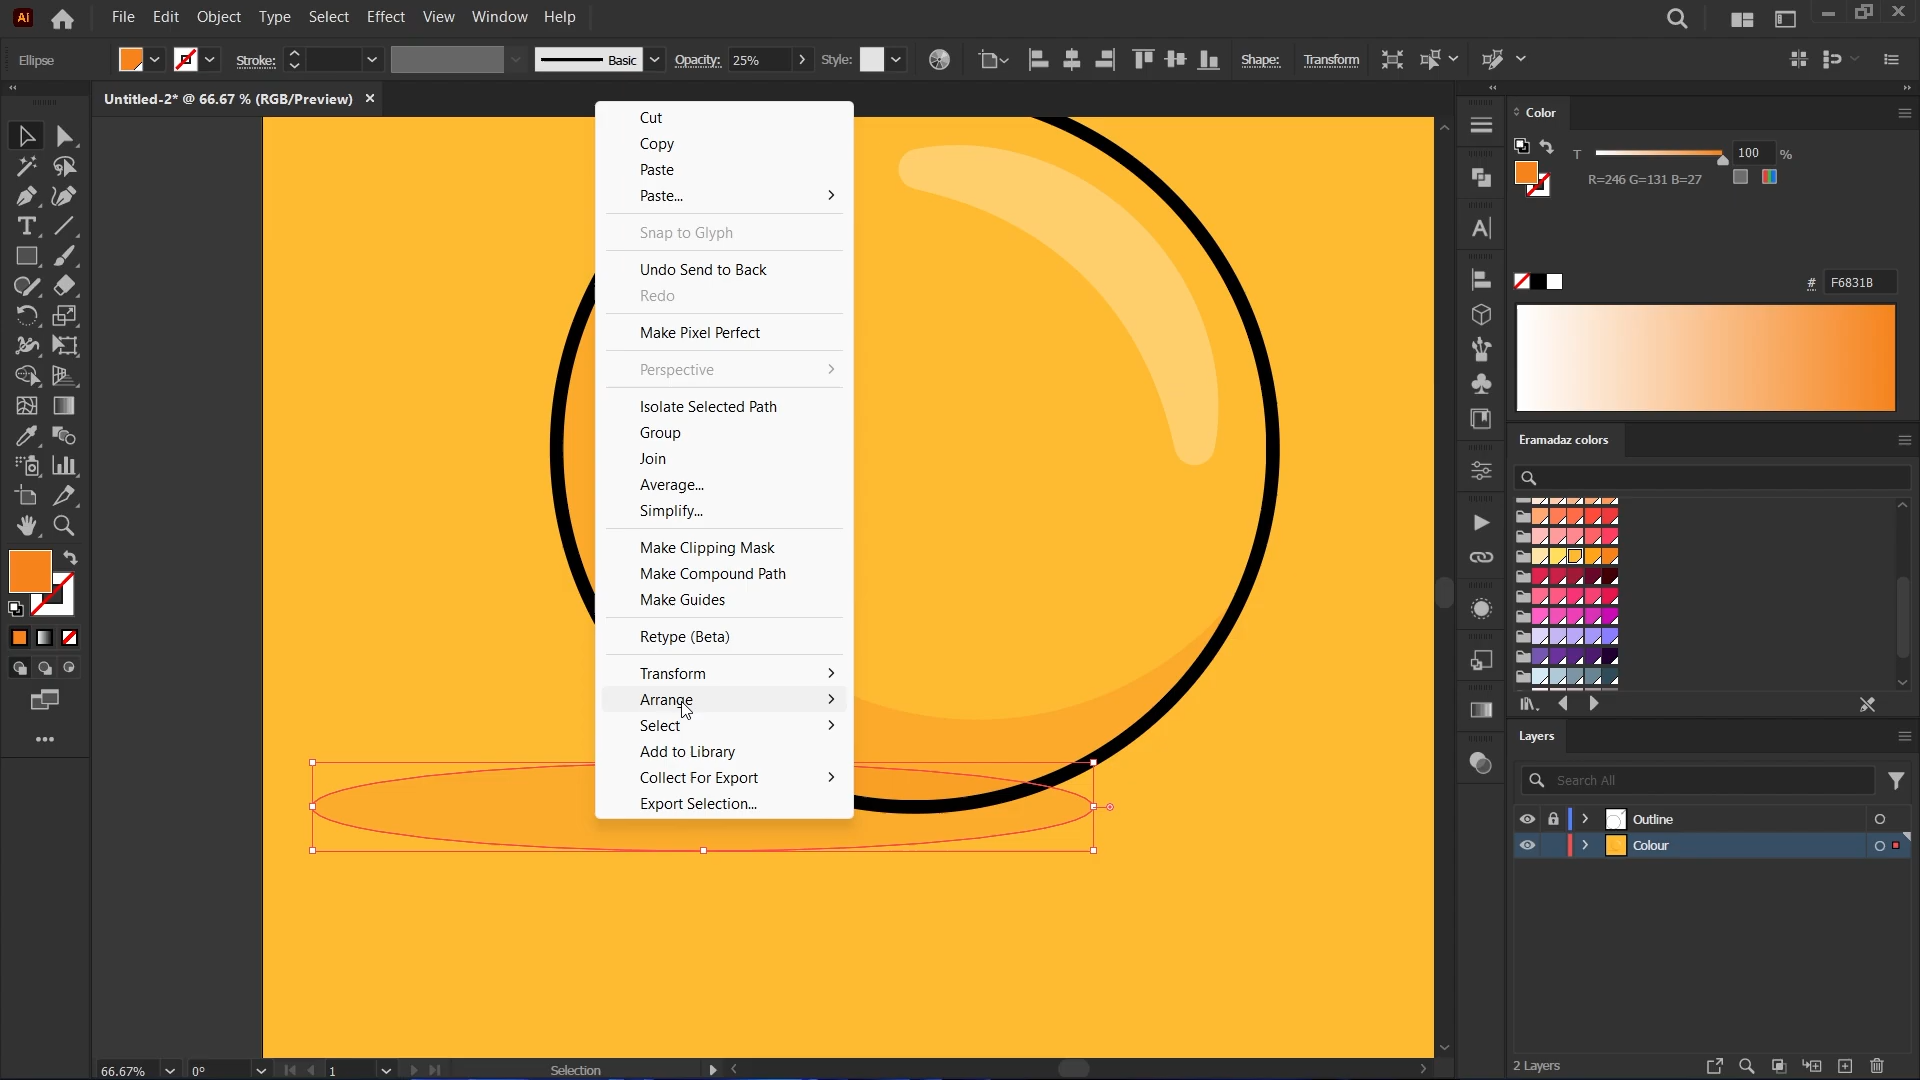 Ai File Edit Object Type Select Effect View Window Help
Ellipse Stroke: Basic Opacity: 25% Style: Shape: Transform
Untitled-2* @ 66.67 % (RGB/Preview)
Cut
Copy
Paste
Paste...
Snap to Glyph
Undo Send to Back
Redo
Make Pixel Perfect
Perspective
Isolate Selected Path
Group
Join
Average...
Simplify...
Make Clipping Mask
Make Compound Path
Make Guides
Retype (Beta)
Transform
Arrange
Select
Add to Library
Collect For Export
Export Selection...
Color
T 100 %
R=246 G=131 B=27
# F6831B
Eramadaz colors
Layers
Search All
Outline
Colour
2 Layers
66.67% 0° 1 Selection